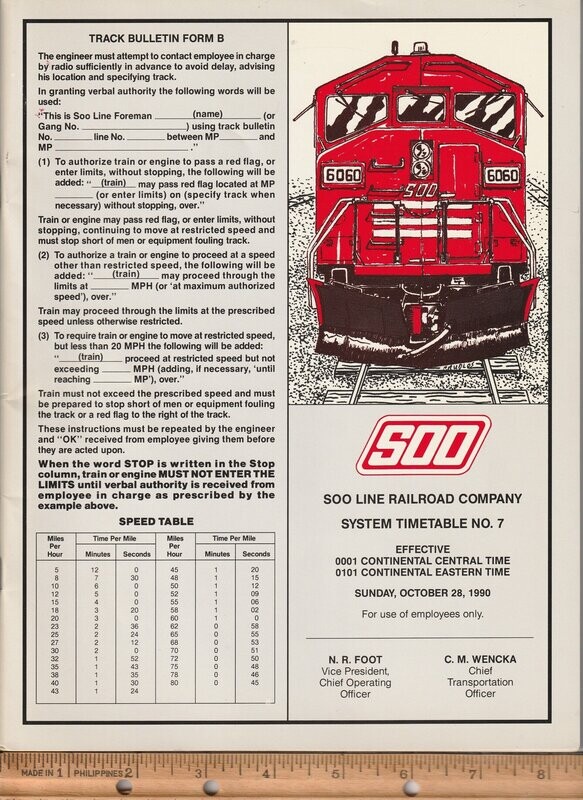 TRACK BULLETIN FORM B
The engineer must attempt to contact employee in charge
by radio sufficiently in advance to avoid delay, advising
his location and specifying track.
In granting verbal authority the following words will be
used:
"This is Soo Line Foreman ________(name)________ (or
Gang No. ____________________) using track bulletin
No. ________ line No. ________ between MP________ and
MP ____________________________."
(1) To authorize train or engine to pass a red flag, or
enter limits, without stopping, the following will be
added: "__(train)__ may pass red flag located at MP
________ (or enter limits) on (specify track when
necessary) without stopping, over."
Train or engine may pass red flag, or enter limits, without
stopping, continuing to move at restricted speed and
must stop short of men or equipment fouling track.
(2) To authorize a train or engine to proceed at a speed
other than restricted speed, the following will be
added: "____(train)____ may proceed through the
limits at ________ MPH (or 'at maximum authorized
speed'), over."
Train may proceed through the limits at the prescribed
speed unless otherwise restricted.
(3) To require train or engine to move at restricted speed,
but less than 20 MPH the following will be added:
"___(train)____ proceed at restricted speed but not
exceeding ______ MPH (adding, if necessary, 'until
reaching ________ MP'), over."
Train must not exceed the prescribed speed and must
be prepared to stop short of men or equipment fouling
the track or a red flag to the right of the track.
These instructions must be repeated by the engineer
and "OK" received from employee giving them before
they are acted upon.
When the word STOP is written in the Stop
column, train or engine MUST NOT ENTER THE
LIMITS until verbal authority is received from
employee in charge as prescribed by the
example above.
SPEED TABLE
Miles Per Hour Time Per Mile Miles Per Hour Time Per Mile
Minutes Seconds Minutes Seconds
5 12 0 45 1 20
8 7 30 48 1 15
10 6 0 50 1 12
12 5 0 52 1 09
15 4 0 55 1 06
18 3 20 58 1 02
20 3 0 60 1 0
23 2 36 62 0 58
25 2 24 65 0 55
27 2 12 68 0 53
30 2 0 70 0 51
32 1 52 72 0 50
35 1 43 75 0 48
38 1 35 78 0 46
40 1 30 80 0 45
43 1 24
6060
6060
SOO
SOO
SOO LINE RAILROAD COMPANY
SYSTEM TIMETABLE NO. 7
EFFECTIVE
0001 CONTINENTAL CENTRAL TIME
0101 CONTINENTAL EASTERN TIME
SUNDAY, OCTOBER 28, 1990
For use of employees only.
N. R. FOOT
Vice President,
Chief Operating
Officer
C. M. WENCKA
Chief
Transportation
Officer
MADE IN 1 PHILIPPINES 2 3 4 5 6 7 8